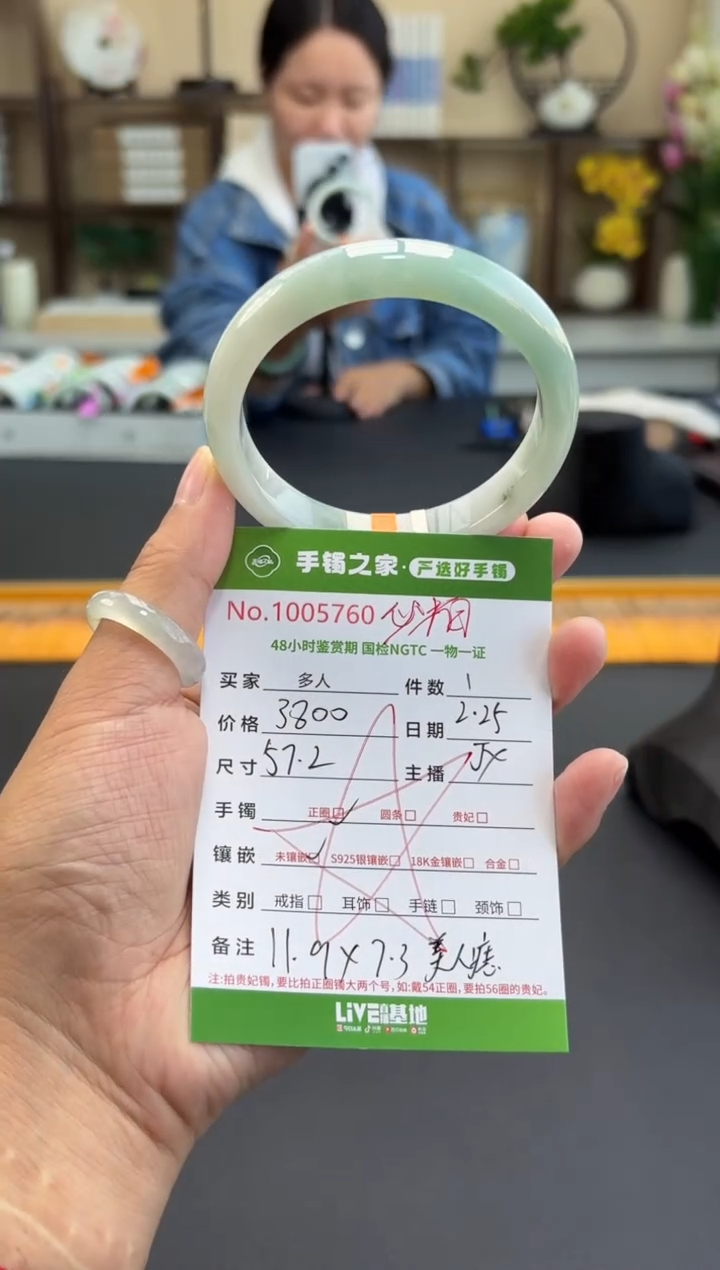 手镯之家·严选好手镯
No.1005760
48小时鉴赏期 国检NGTC 一物一证
买家 多人 件数 1
价格 3800 日期 2.25
尺寸 57.2 主播 JX
手镯 正圈☑ 圆条☐ 贵妃☐
镶嵌 未镶嵌☑ S925银镶嵌☐ 18K金镶嵌☐ 合金☐
类别 戒指☐ 耳饰☐ 手链☐ 颈饰☐
备注 11.9×7.3 美人痣
注:拍贵妃镯,要比拍正圈镯大两个号,如:戴54正圈,要拍56圈的贵妃。
LiVE直播基地